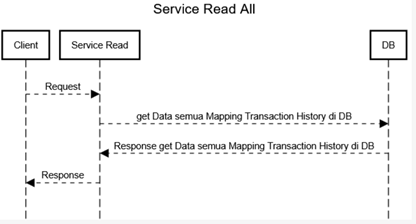 Service Read All
Client
Service Read
DB
Request
get Data semua Mapping Transaction History di DB
Response get Data semua Mapping Transaction History di DB
Response